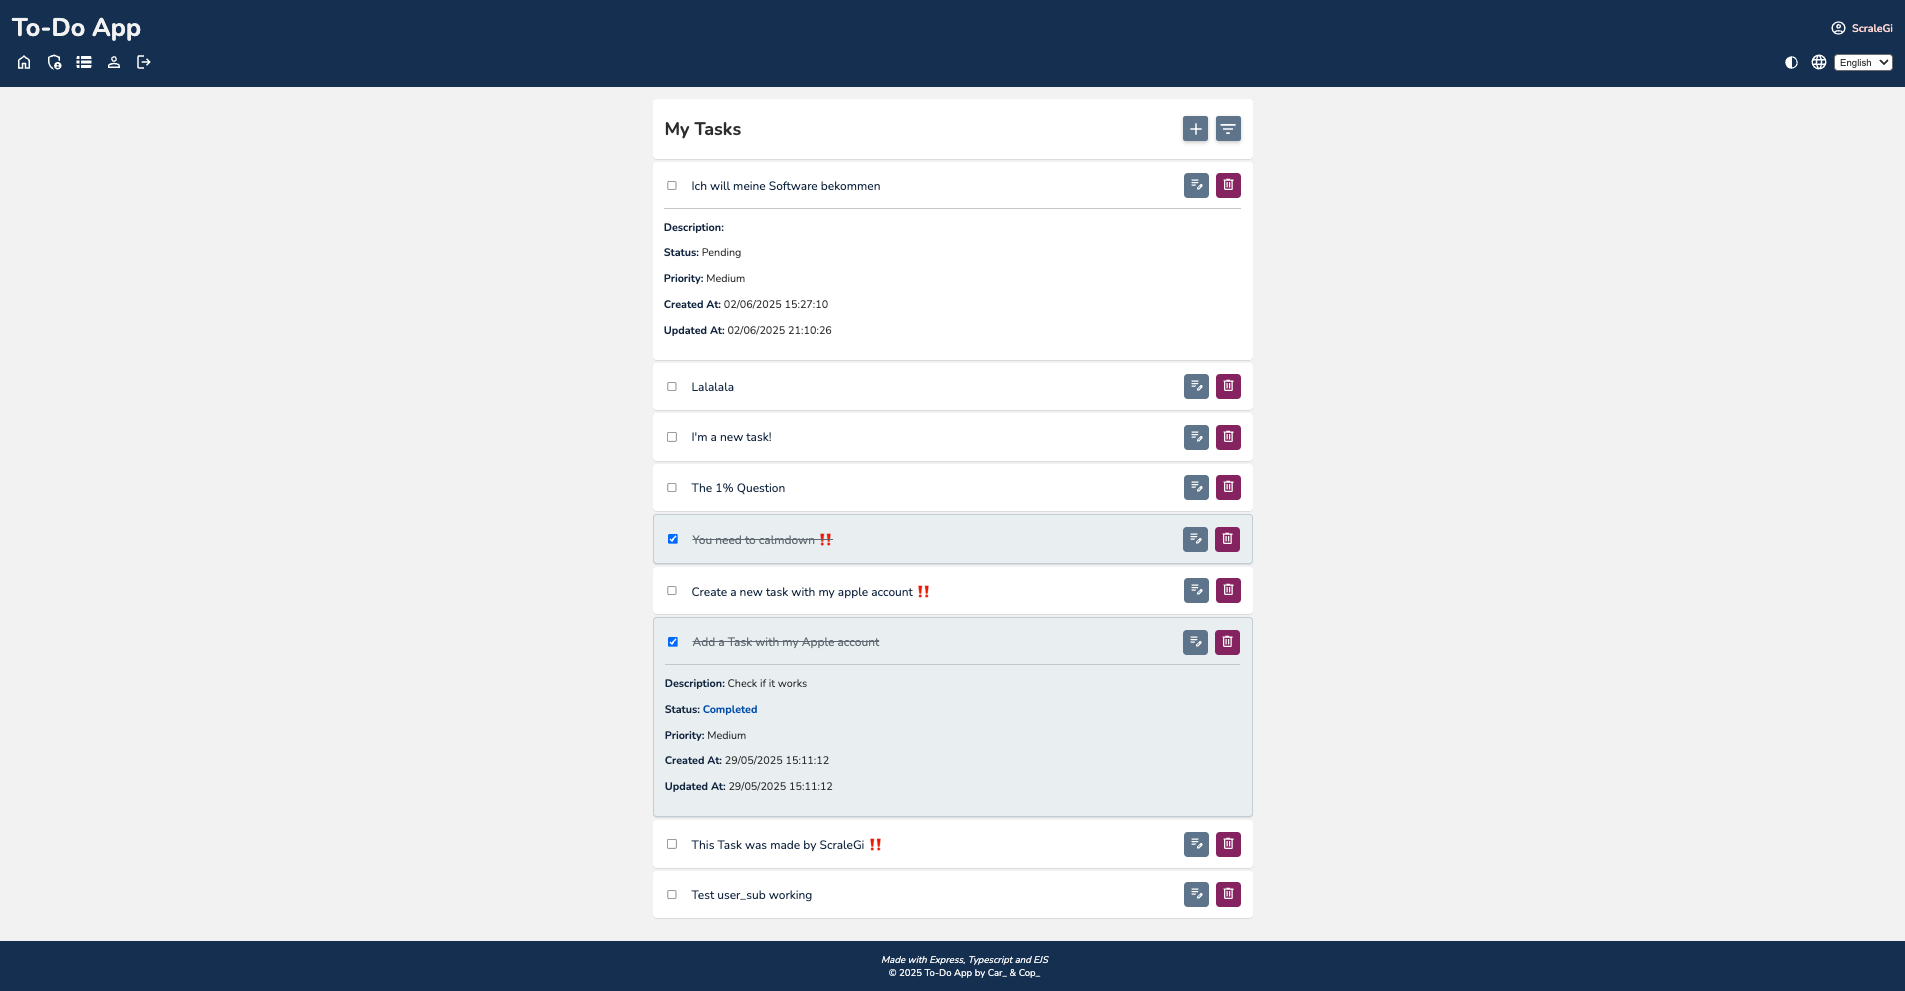 To-Do App
ScraleGi
English
My Tasks
Ich will meine Software bekommen
Description:
Status: Pending
Priority: Medium
Created At: 02/06/2025 15:27:10
Updated At: 02/06/2025 21:10:26
Lalalala
I'm a new task!
The 1% Question
You need to calmdown ‼️
Create a new task with my apple account ‼️
Add a Task with my Apple account
Description: Check if it works
Status: Completed
Priority: Medium
Created At: 29/05/2025 15:11:12
Updated At: 29/05/2025 15:11:12
This Task was made by ScraleGi ‼️
Test user_sub working
Made with Express, Typescript and EJS
© 2025 To-Do App by Car_ & Cop_